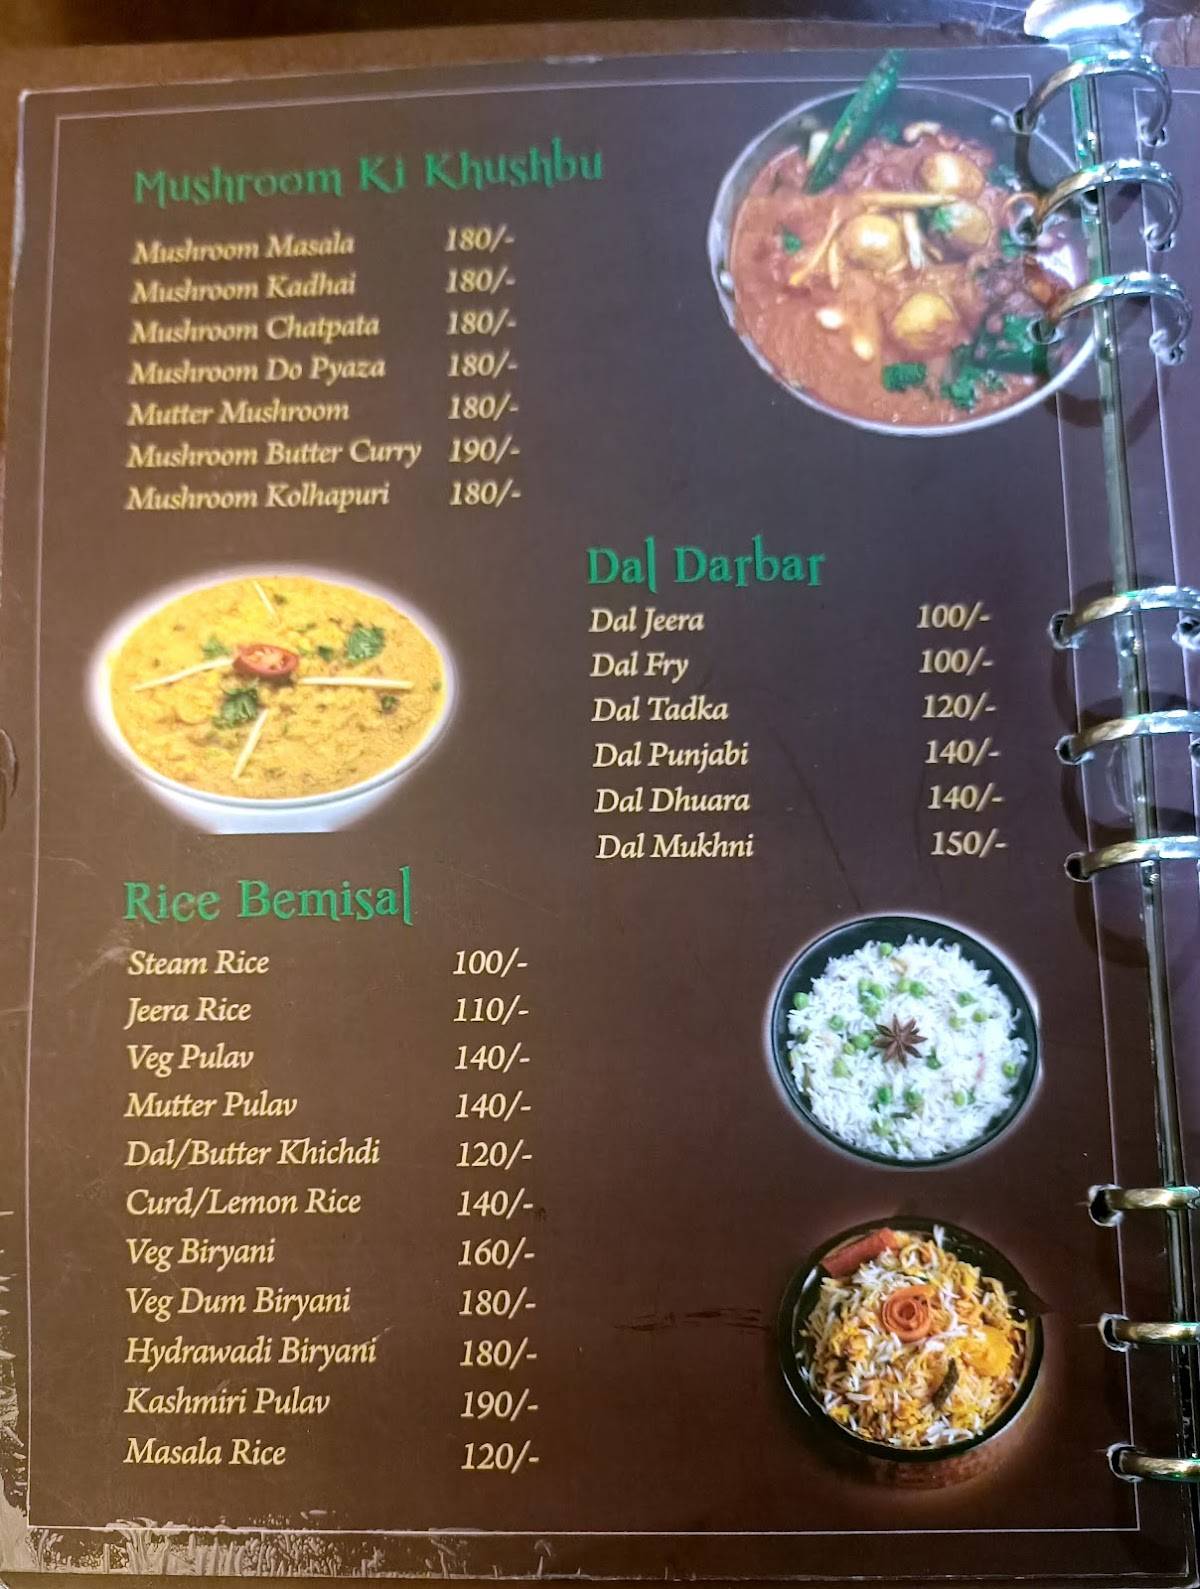 Mushroom Ki Khushbu
Mushroom Masala 180/-
Mushroom Kadhai 180/-
Mushroom Chatpata 180/-
Mushroom Do Pyaza 180/-
Mutter Mushroom 180/-
Mushroom Butter Curry 190/-
Mushroom Kolhapuri 180/-
Dal Darbar
Dal Jeera 100/-
Dal Fry 100/-
Dal Tadka 120/-
Dal Punjabi 140/-
Dal Dhuara 140/-
Dal Mukhni 150/-
Rice Bemisal
Steam Rice 100/-
Jeera Rice 110/-
Veg Pulav 140/-
Mutter Pulav 140/-
Dal/Butter Khichdi 120/-
Curd/Lemon Rice 140/-
Veg Biryani 160/-
Veg Dum Biryani 180/-
Hydrawadi Biryani 180/-
Kashmiri Pulav 190/-
Masala Rice 120/-